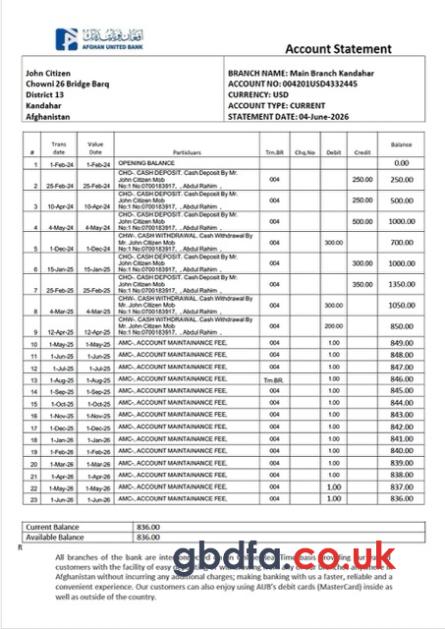 AFGHAN UNITED BANK
Account Statement
John Citizen
Chowni 26 Bridge Barq
District 13
Kandahar
Afghanistan
BRANCH NAME: Main Branch Kandahar
ACCOUNT NO: 004201USD4332445
CURRENCY: USD
ACCOUNT TYPE: CURRENT
STATEMENT DATE: 04-June-2026
# Trans date Value Date Particluars Trn.BR Chq.No Debit Credit Balance
1 1-Feb-24 1-Feb-24 OPENING BALANCE 0.00
CHD-. CASH DEPOSIT. Cash Deposit By Mr.
John Citizen Mob
2 25-Feb-24 25-Feb-24 No:1 No:0700183917, . Abdul Rahim , 004 250.00 250.00
CHD-. CASH DEPOSIT. Cash Deposit By Mr.
John Citizen Mob
3 10-Apr-24 10-Apr-24 No:1 No:0700183917, . Abdul Rahim , 004 250.00 500.00
CHD-. CASH DEPOSIT. Cash Deposit By Mr.
John Citizen Mob
4 4-May-24 4-May-24 No:1 No:0700183917, . Abdul Rahim , 004 500.00 1000.00
CHW-. CASH WITHDRAWAL. Cash Withdrawal By
Mr. John Citizen Mob
5 1-Dec-24 1-Dec-24 No:1 No:0700183917, . Abdul Rahim , 004 300.00 700.00
CHD-. CASH DEPOSIT. Cash Deposit By Mr.
John Citizen Mob
6 15-Jan-25 15-Jan-25 No:1 No:0700183917, . Abdul Rahim , 004 300.00 1000.00
CHD-. CASH DEPOSIT. Cash Deposit By Mr.
John Citizen Mob
7 25-Feb-25 25-Feb-25 No:1 No:0700183917, . Abdul Rahim , 004 350.00 1350.00
CHW-. CASH WITHDRAWAL. Cash Withdrawal By
Mr. John Citizen Mob
8 4-Mar-25 4-Mar-25 No:1 No:0700183917, . Abdul Rahim , 004 300.00 1050.00
CHW-. CASH WITHDRAWAL. Cash Withdrawal By
Mr. John Citizen Mob
9 12-Apr-25 12-Apr-25 No:1 No:0700183917, . Abdul Rahim , 004 200.00 850.00
10 1-May-25 1-May-25 AMC-. ACCOUNT MAINTAINANCE FEE, 004 1.00 849.00
11 1-Jun-25 1-Jun-25 AMC-. ACCOUNT MAINTAINANCE FEE, 004 1.00 848.00
12 1-Jul-25 1-Jul-25 AMC-. ACCOUNT MAINTAINANCE FEE, 004 1.00 847.00
13 1-Aug-25 1-Aug-25 AMC-. ACCOUNT MAINTAINANCE FEE, Trn.BR. 1.00 846.00
14 1-Sep-25 1-Sep-25 AMC-. ACCOUNT MAINTAINANCE FEE, 004 1.00 845.00
15 1-Oct-25 1-Oct-25 AMC-. ACCOUNT MAINTAINANCE FEE, 004 1.00 844.00
16 1-Nov-25 1-Nov-25 AMC-. ACCOUNT MAINTAINANCE FEE, 004 1.00 843.00
17 1-Dec-25 1-Dec-25 AMC-. ACCOUNT MAINTAINANCE FEE, 004 1.00 842.00
18 1-Jan-26 1-Jan-26 AMC-. ACCOUNT MAINTAINANCE FEE, 004 1.00 841.00
19 1-Feb-26 1-Feb-26 AMC-. ACCOUNT MAINTAINANCE FEE, 004 1.00 840.00
20 1-Mar-26 1-Mar-26 AMC-. ACCOUNT MAINTAINANCE FEE, 004 1.00 839.00
21 1-Apr-26 1-Apr-26 AMC-. ACCOUNT MAINTAINANCE FEE, 004 1.00 838.00
22 1-May-26 1-May-26 AMC-. ACCOUNT MAINTAINANCE FEE, 004 1.00 837.00
23 1-Jun-26 1-Jun-26 AMC-. ACCOUNT MAINTAINANCE FEE, 004 1.00 836.00
Current Balance 836.00
Available Balance 836.00
gbdfa.co.uk
All branches of the bank are
customers with the facility of easy
Afghanistan without incurring any additional charges; making banking with us a faster, reliable and a
convenient experience. Our customers can also enjoy using AUB's debit cards (MasterCard) inside as
well as outside of the country.